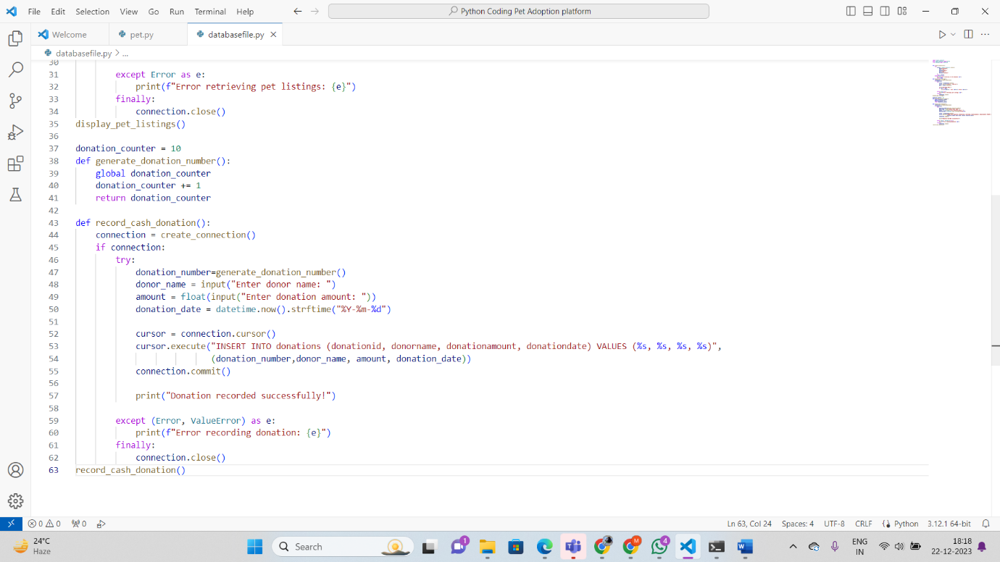 File Edit Selection View Go Run Terminal Help
Python Coding Pet Adoption platform
Welcome pet.py databasefile.py
databasefile.py > ...
30
31 except Error as e:
32 print(f"Error retrieving pet listings: {e}")
33 finally:
34 connection.close()
35 display_pet_listings()
36
37 donation_counter = 10
38 def generate_donation_number():
39 global donation_counter
40 donation_counter += 1
41 return donation_counter
42
43 def record_cash_donation():
44 connection = create_connection()
45 if connection:
46 try:
47 donation_number=generate_donation_number()
48 donor_name = input("Enter donor name: ")
49 amount = float(input("Enter donation amount: "))
50 donation_date = datetime.now().strftime("%Y-%m-%d")
51
52 cursor = connection.cursor()
53 cursor.execute("INSERT INTO donations (donationid, donorname, donationamount, donationdate) VALUES (%s, %s, %s, %s)",
54 (donation_number,donor_name, amount, donation_date))
55 connection.commit()
56
57 print("Donation recorded successfully!")
58
59 except (Error, ValueError) as e:
60 print(f"Error recording donation: {e}")
61 finally:
62 connection.close()
63 record_cash_donation()
0 0 0 Ln 63, Col 24 Spaces: 4 UTF-8 CRLF Python 3.12.1 64-bit
24°C
Haze
Search
1
M
4
ENG
IN
18:18
22-12-2023